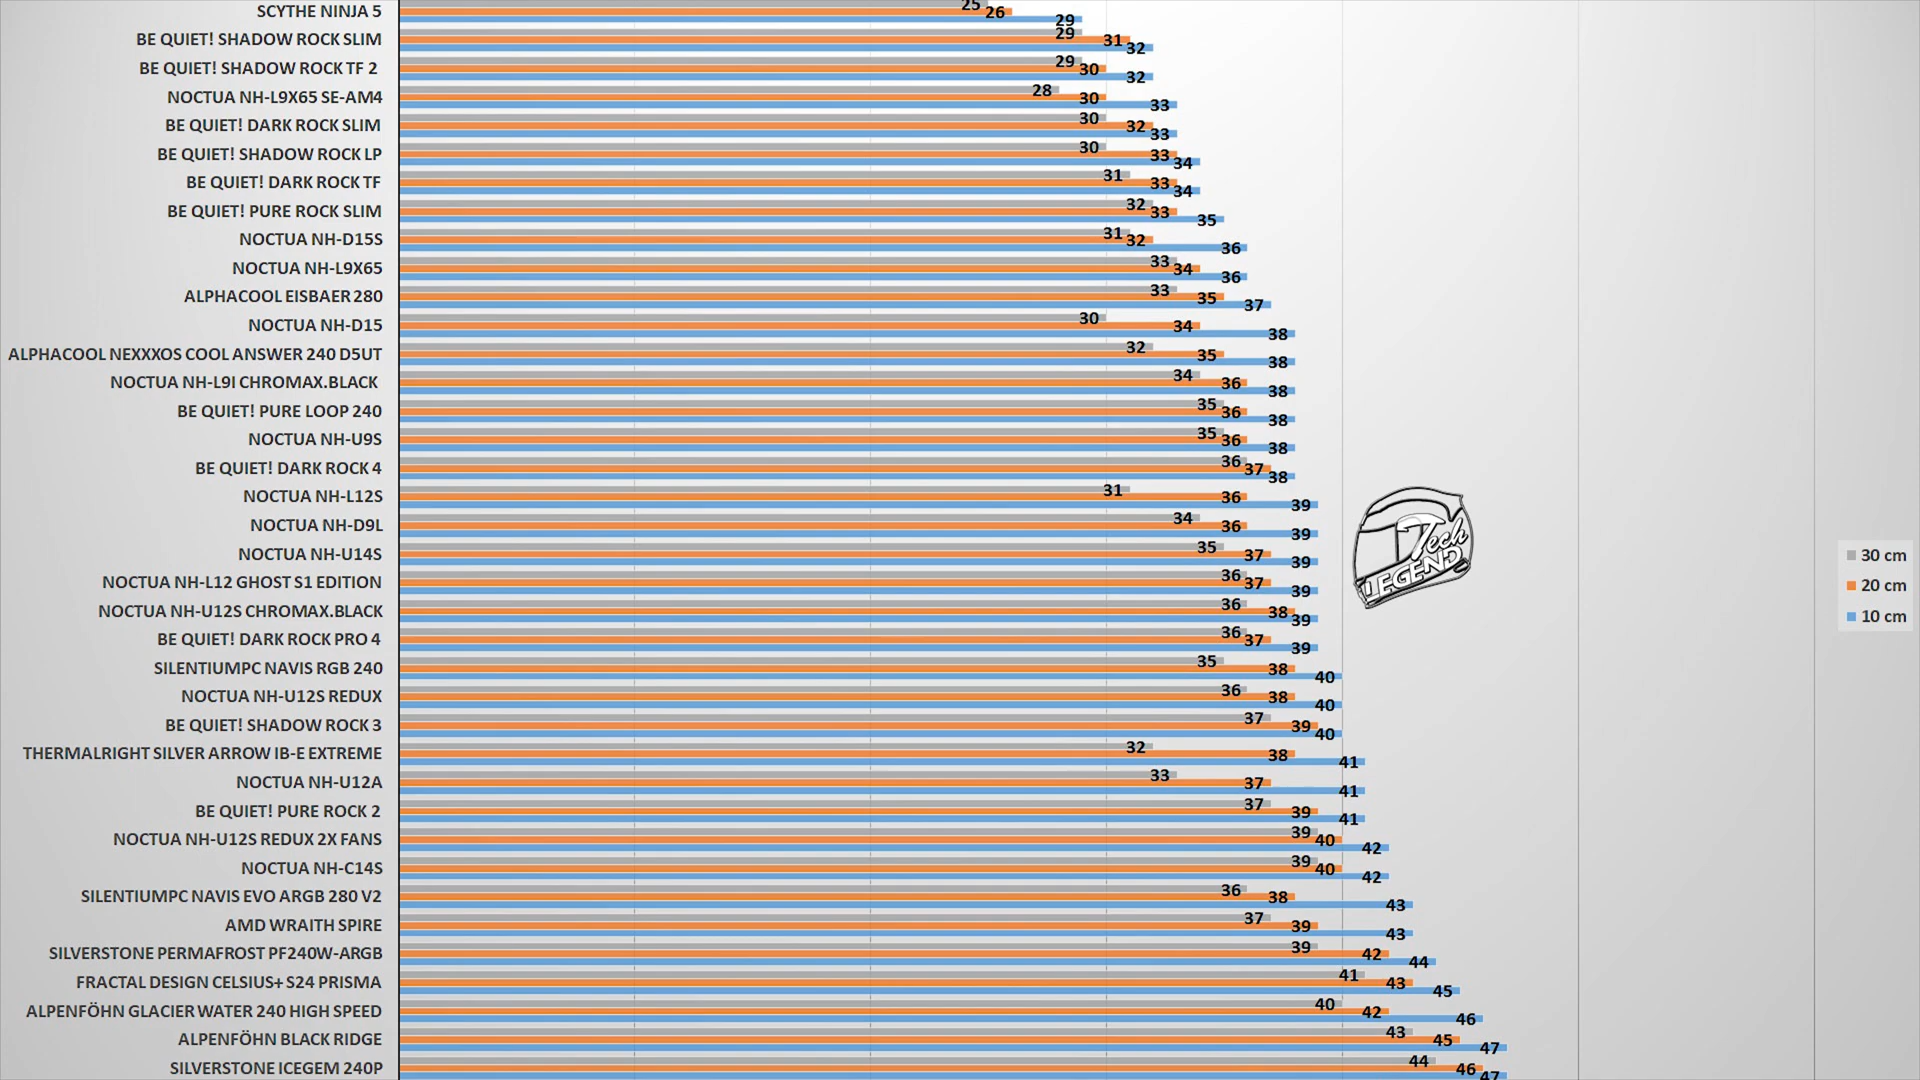 SCYTHE NINJA 5 25 26 29
BE QUIET! SHADOW ROCK SLIM 29 31 32
BE QUIET! SHADOW ROCK TF 2 29 30 32
NOCTUA NH-L9X65 SE-AM4 28 30 33
BE QUIET! DARK ROCK SLIM 30 32 33
BE QUIET! SHADOW ROCK LP 30 33 34
BE QUIET! DARK ROCK TF 31 33 34
BE QUIET! PURE ROCK SLIM 32 33 35
NOCTUA NH-D15S 31 32 36
NOCTUA NH-L9X65 33 34 36
ALPHACOOL EISBAER 280 33 35 37
NOCTUA NH-D15 30 34 38
ALPHACOOL NEXXXOS COOL ANSWER 240 D5UT 32 35 38
NOCTUA NH-L9I CHROMAX.BLACK 34 36 38
BE QUIET! PURE LOOP 240 35 36 38
NOCTUA NH-U9S 35 36 38
BE QUIET! DARK ROCK 4 36 37 38
NOCTUA NH-L12S 31 36 39
NOCTUA NH-D9L 34 36 39
NOCTUA NH-U14S 35 37 39
NOCTUA NH-L12 GHOST S1 EDITION 36 37 39
NOCTUA NH-U12S CHROMAX.BLACK 36 38 39
BE QUIET! DARK ROCK PRO 4 36 37 39
SILENTIUMPC NAVIS RGB 240 35 38 40
NOCTUA NH-U12S REDUX 36 38 40
BE QUIET! SHADOW ROCK 3 37 39 40
THERMALRIGHT SILVER ARROW IB-E EXTREME 32 38 41
NOCTUA NH-U12A 33 37 41
BE QUIET! PURE ROCK 2 37 39 41
NOCTUA NH-U12S REDUX 2X FANS 39 40 42
NOCTUA NH-C14S 39 40 42
SILENTIUMPC NAVIS EVO ARGB 280 V2 36 38 43
AMD WRAITH SPIRE 37 39 43
SILVERSTONE PERMAFROST PF240W-ARGB 39 42 44
FRACTAL DESIGN CELSIUS+ S24 PRISMA 41 43 45
ALPENFÖHN GLACIER WATER 240 HIGH SPEED 40 42 46
ALPENFÖHN BLACK RIDGE 43 45 47
SILVERSTONE ICEGEM 240P 44 46 47
Tech
LEGEND
30 cm
20 cm
10 cm